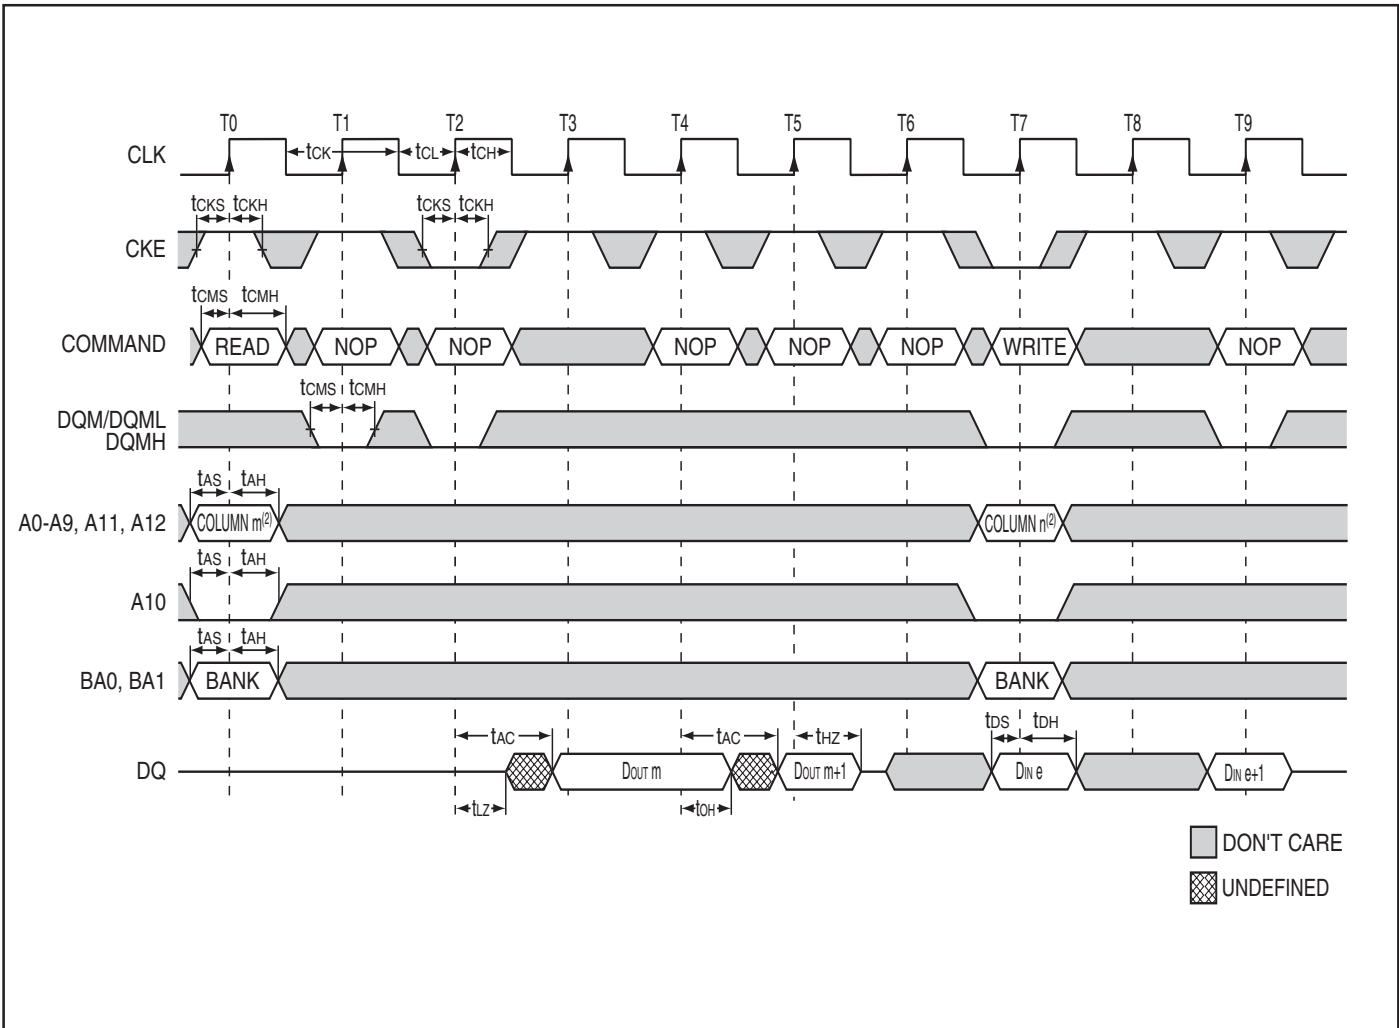 T0 T1 T2 T3 T4 T5 T6 T7 T8 T9
CLK tCK tCL tCH
tCKS tCKH tCKS tCKH
CKE
tCMS tCMH
COMMAND READ NOP NOP NOP NOP NOP WRITE NOP
tCMS tCMH
DQM/DQML
DQMH
tAS tAH
A0-A9, A11, A12 COLUMN m(2) COLUMN n(2)
tAS tAH
A10
tAS tAH
BA0, BA1 BANK BANK
tAC tAC tHZ tDS tDH
DQ DOUT m DOUT m+1 DIN e DIN e+1
tLZ tOH
DON'T CARE
UNDEFINED